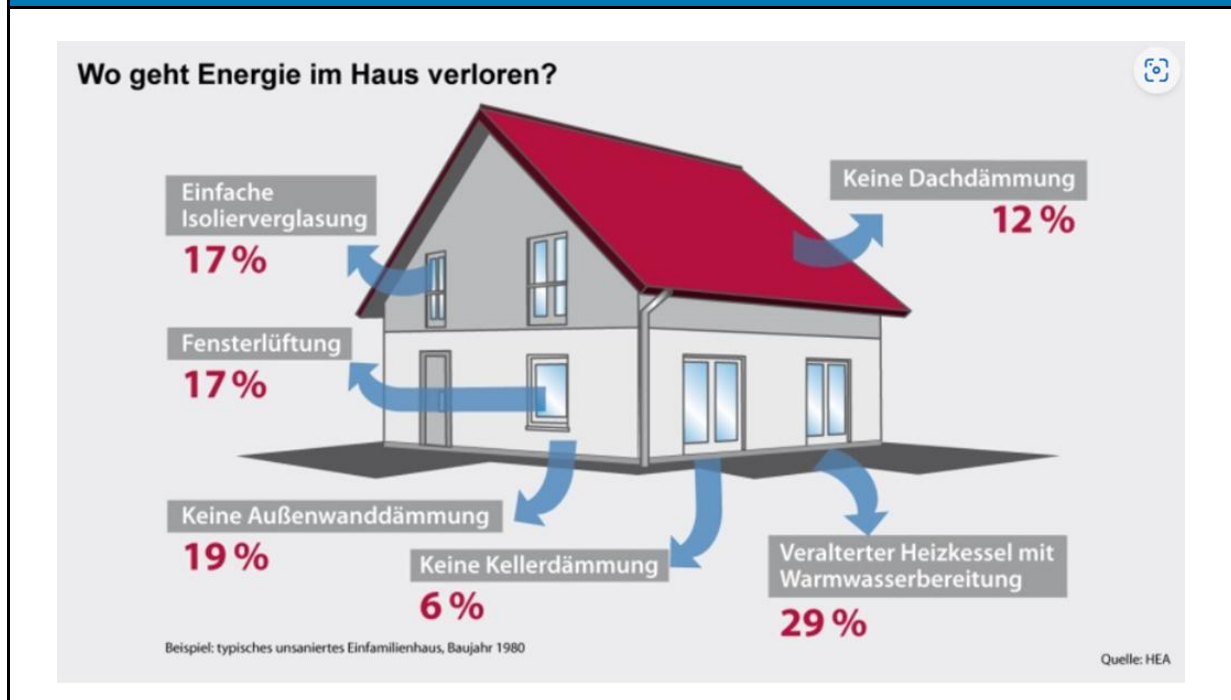 Wo geht Energie im Haus verloren?
Einfache
Isolierverglasung
17 %
Keine Dachdämmung
12 %
Fensterlüftung
17 %
Keine Außenwanddämmung
19 %
Keine Kellerdämmung
6 %
Veralterter Heizkessel mit
Warmwasserbereitung
29 %
Beispiel: typisches unsaniertes Einfamilienhaus, Baujahr 1980
Quelle: HEA